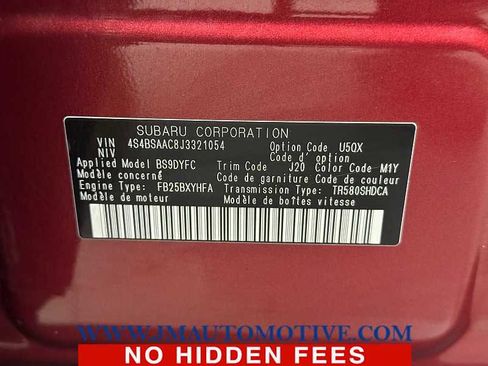 SUBARU CORPORATION
VIN 4S4BSAAC8J3321054 Option Code U5QX
NIV Code d'option
Applied Model BS9DYFC Trim Code J20 Color Code M1Y
Modèle concerné Code de garniture Code de couleur
Engine Type FB25BXYHFA Transmission Type TR580SHDCA
Modèle de moteur Modèle de boîtes vitesse
WWW.JMAUTOMOTIVE.COM
NO HIDDEN FEES